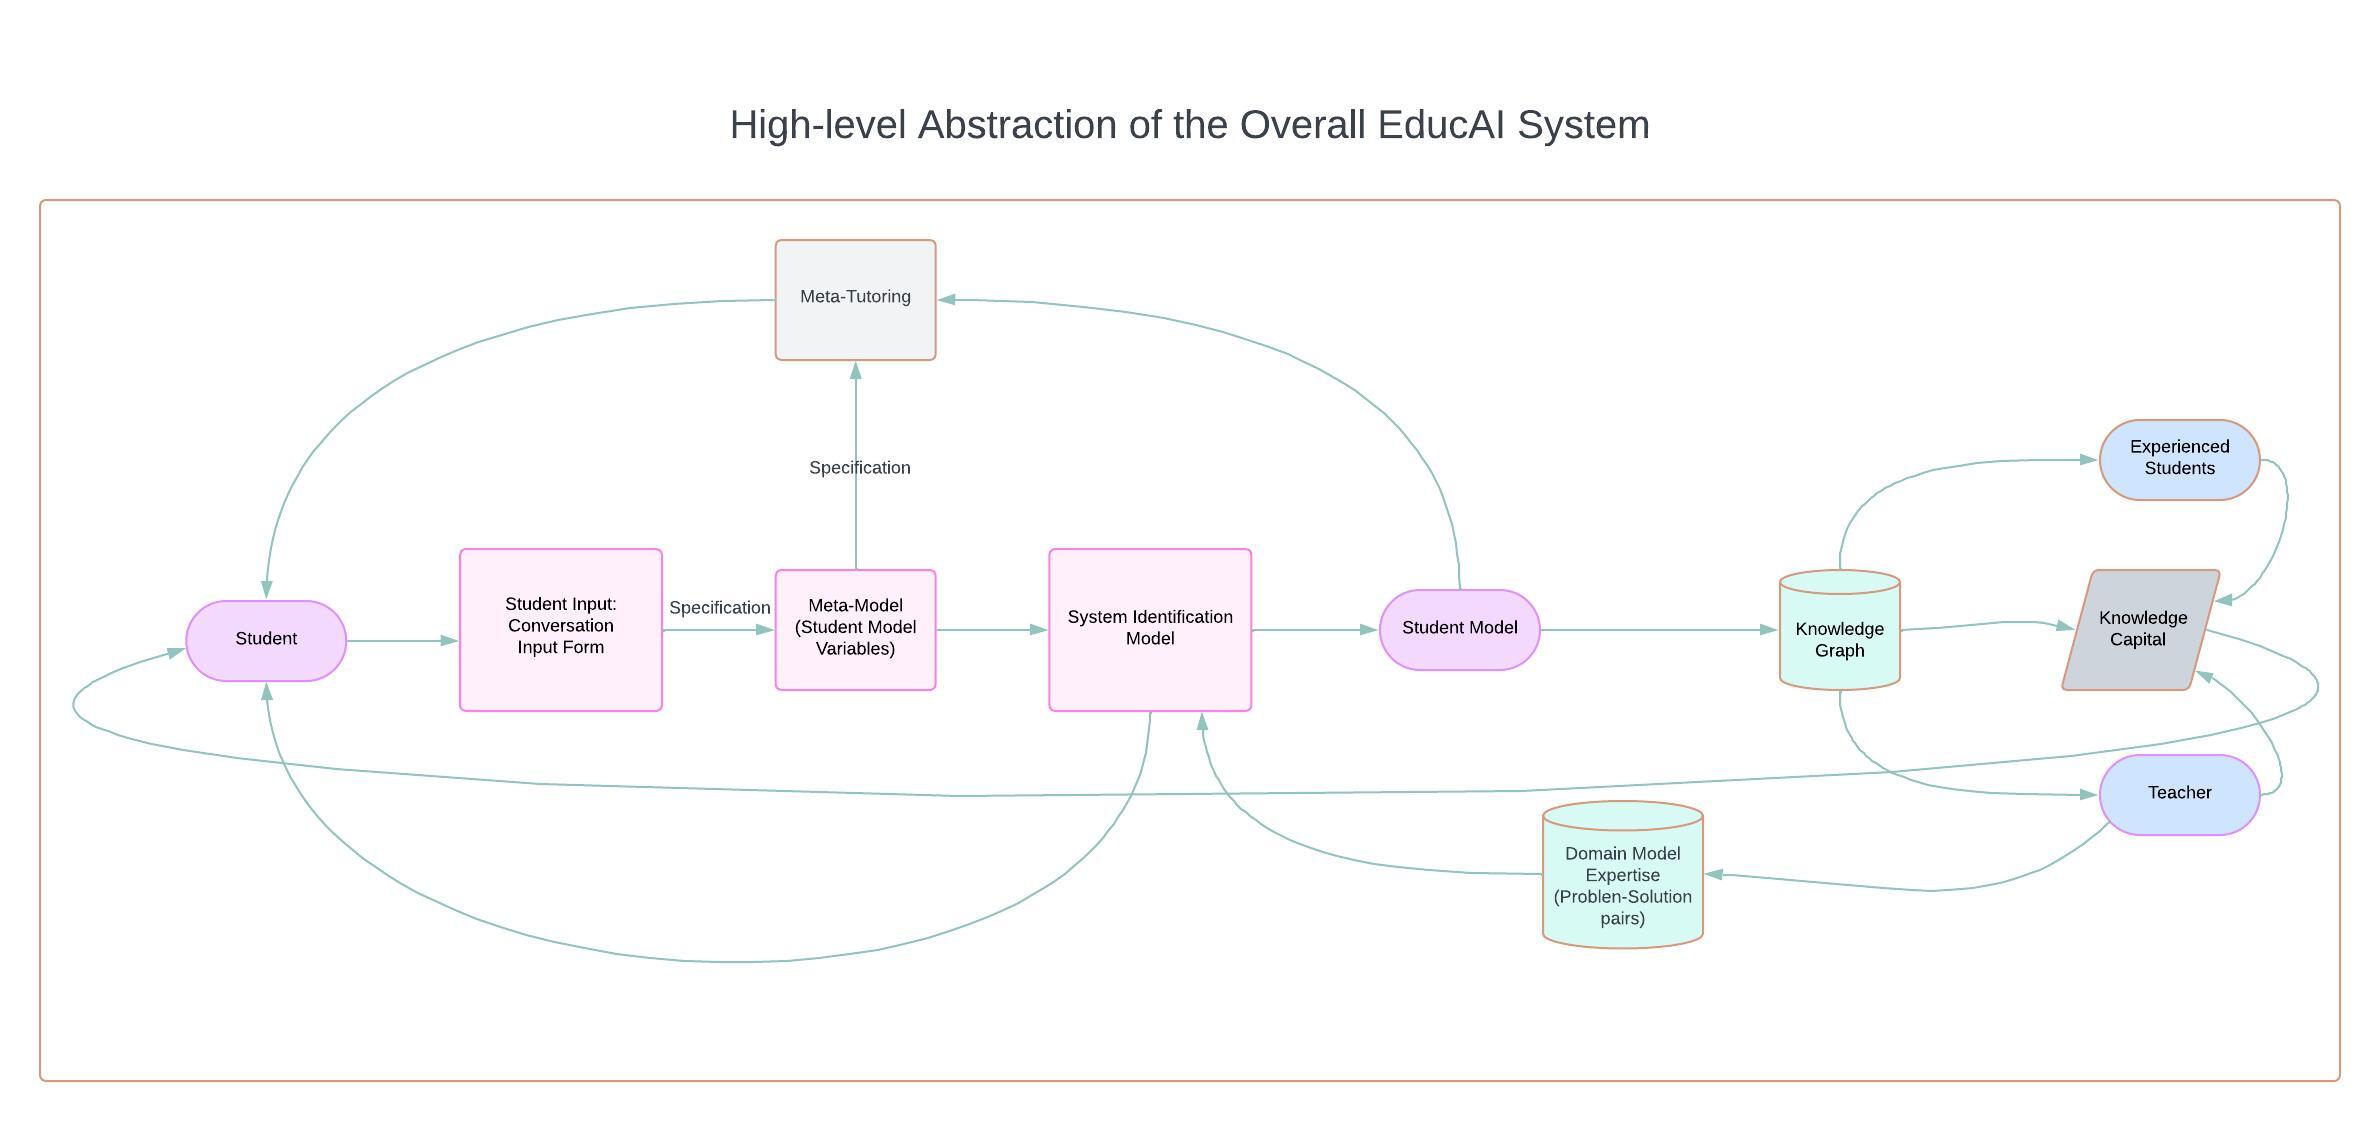 High-level Abstraction of the Overall EducAI System
Meta-Tutoring
Specification
Experienced
Students
Student
Student Input:
Conversation
Input Form
Specification
Meta-Model
(Student Model
Variables)
System Identification
Model
Student Model
Knowledge
Graph
Knowledge
Capital
Teacher
Domain Model
Expertise
(Problen-Solution
pairs)